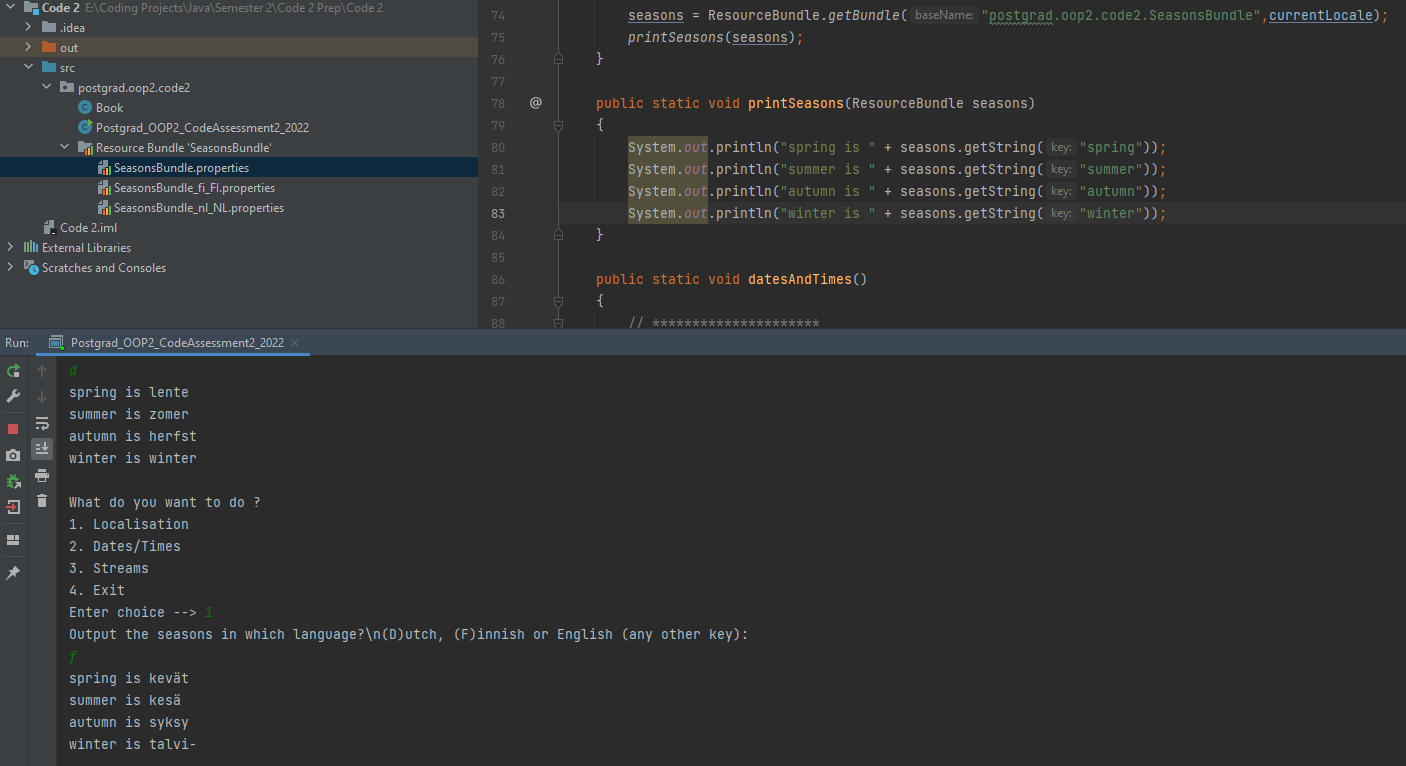 Code 2 E:\Coding Projects\Java\Semester 2\Code 2 Prep\Code 2
.idea
out
src
postgrad.oop2.code2
C Book
C Postgrad_OOP2_CodeAssessment2_2022
Resource Bundle 'SeasonsBundle'
SeasonsBundle.properties
SeasonsBundle_fi_FI.properties
SeasonsBundle_nl_NL.properties
Code 2.iml
External Libraries
Scratches and Consoles
74 seasons = ResourceBundle.getBundle( baseName: "postgrad.oop2.code2.SeasonsBundle",currentLocale);
75 printSeasons(seasons);
76 }
77
78 @ public static void printSeasons(ResourceBundle seasons)
79 {
80 System.out.println("spring is " + seasons.getString( key: "spring"));
81 System.out.println("summer is " + seasons.getString( key: "summer"));
82 System.out.println("autumn is " + seasons.getString( key: "autumn"));
83 System.out.println("winter is " + seasons.getString( key: "winter"));
84 }
85
86 public static void datesAndTimes()
87 {
88 // *********************
Run: Postgrad_OOP2_CodeAssessment2_2022 ×
d
spring is lente
summer is zomer
autumn is herfst
winter is winter
What do you want to do ?
1. Localisation
2. Dates/Times
3. Streams
4. Exit
Enter choice --> 1
Output the seasons in which language?\n(D)utch, (F)innish or English (any other key):
f
spring is kevät
summer is kesä
autumn is syksy
winter is talvi-